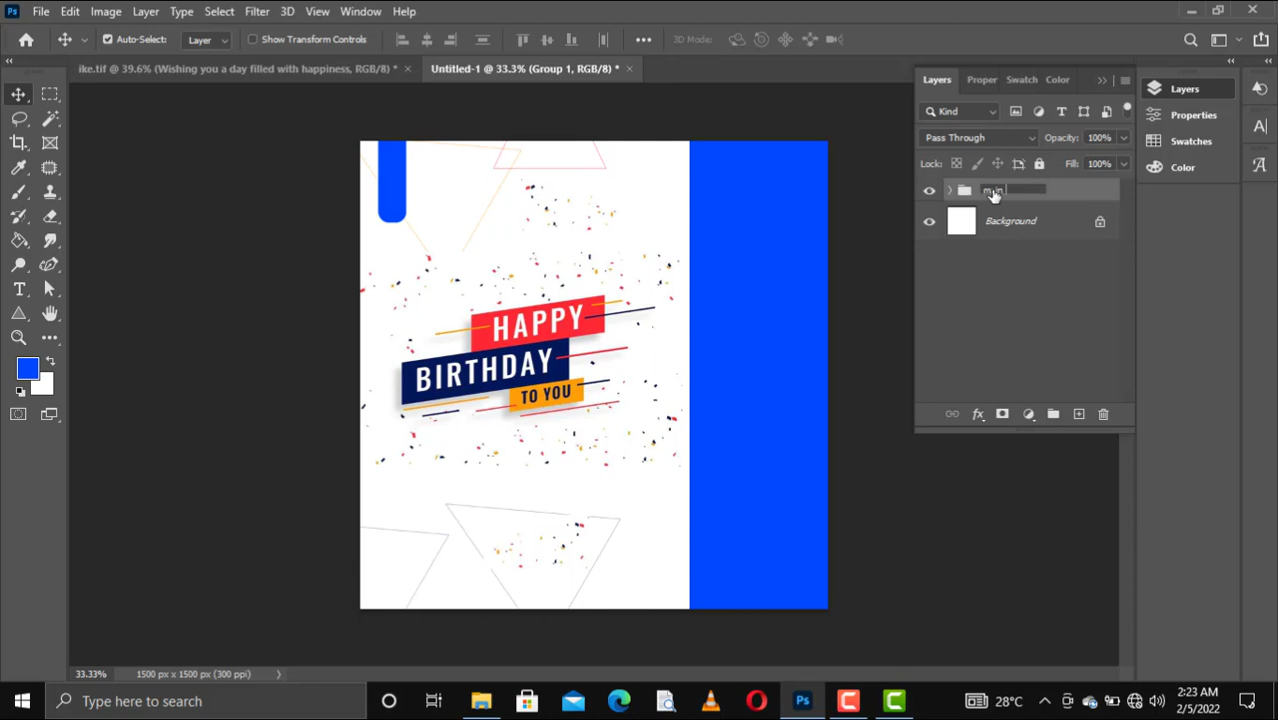 Ps File Edit Image Layer Type Select Filter 3D View Window Help
Auto-Select: Layer Show Transform Controls 3D Mode:
ike.tif @ 39.6% (Wishing you a day filled with happiness, RGB/8) * × Untitled-1 @ 33.3% (Group 1, RGB/8) * ×
Layers Proper Swatch Color
Kind
Pass Through Opacity: 100%
Lock: Fill: 100%
Background
Layers
Properties
Swatches
Color
HAPPY
BIRTHDAY
TO YOU
33.33% 1500 px x 1500 px (300 ppi)
Type here to search
Ps
28°C
2:23 AM
2/5/2022